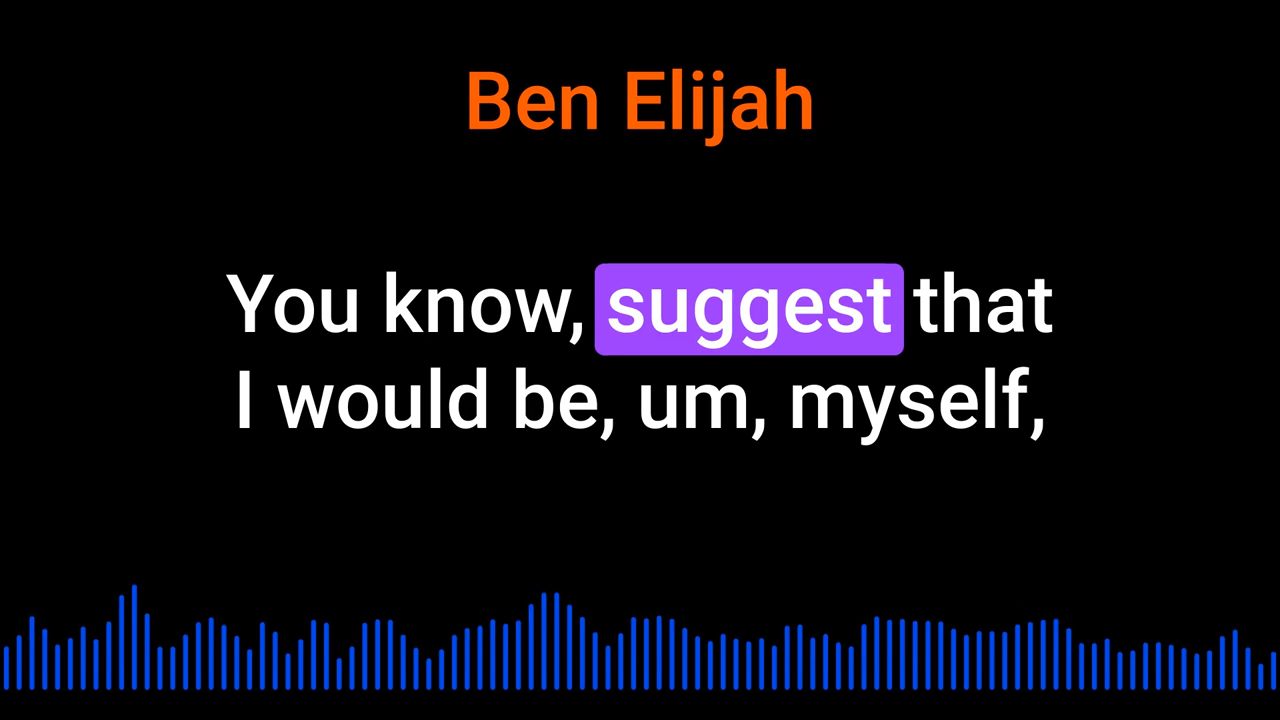 Ben Elijah
You know, suggest that
I would be, um, myself,